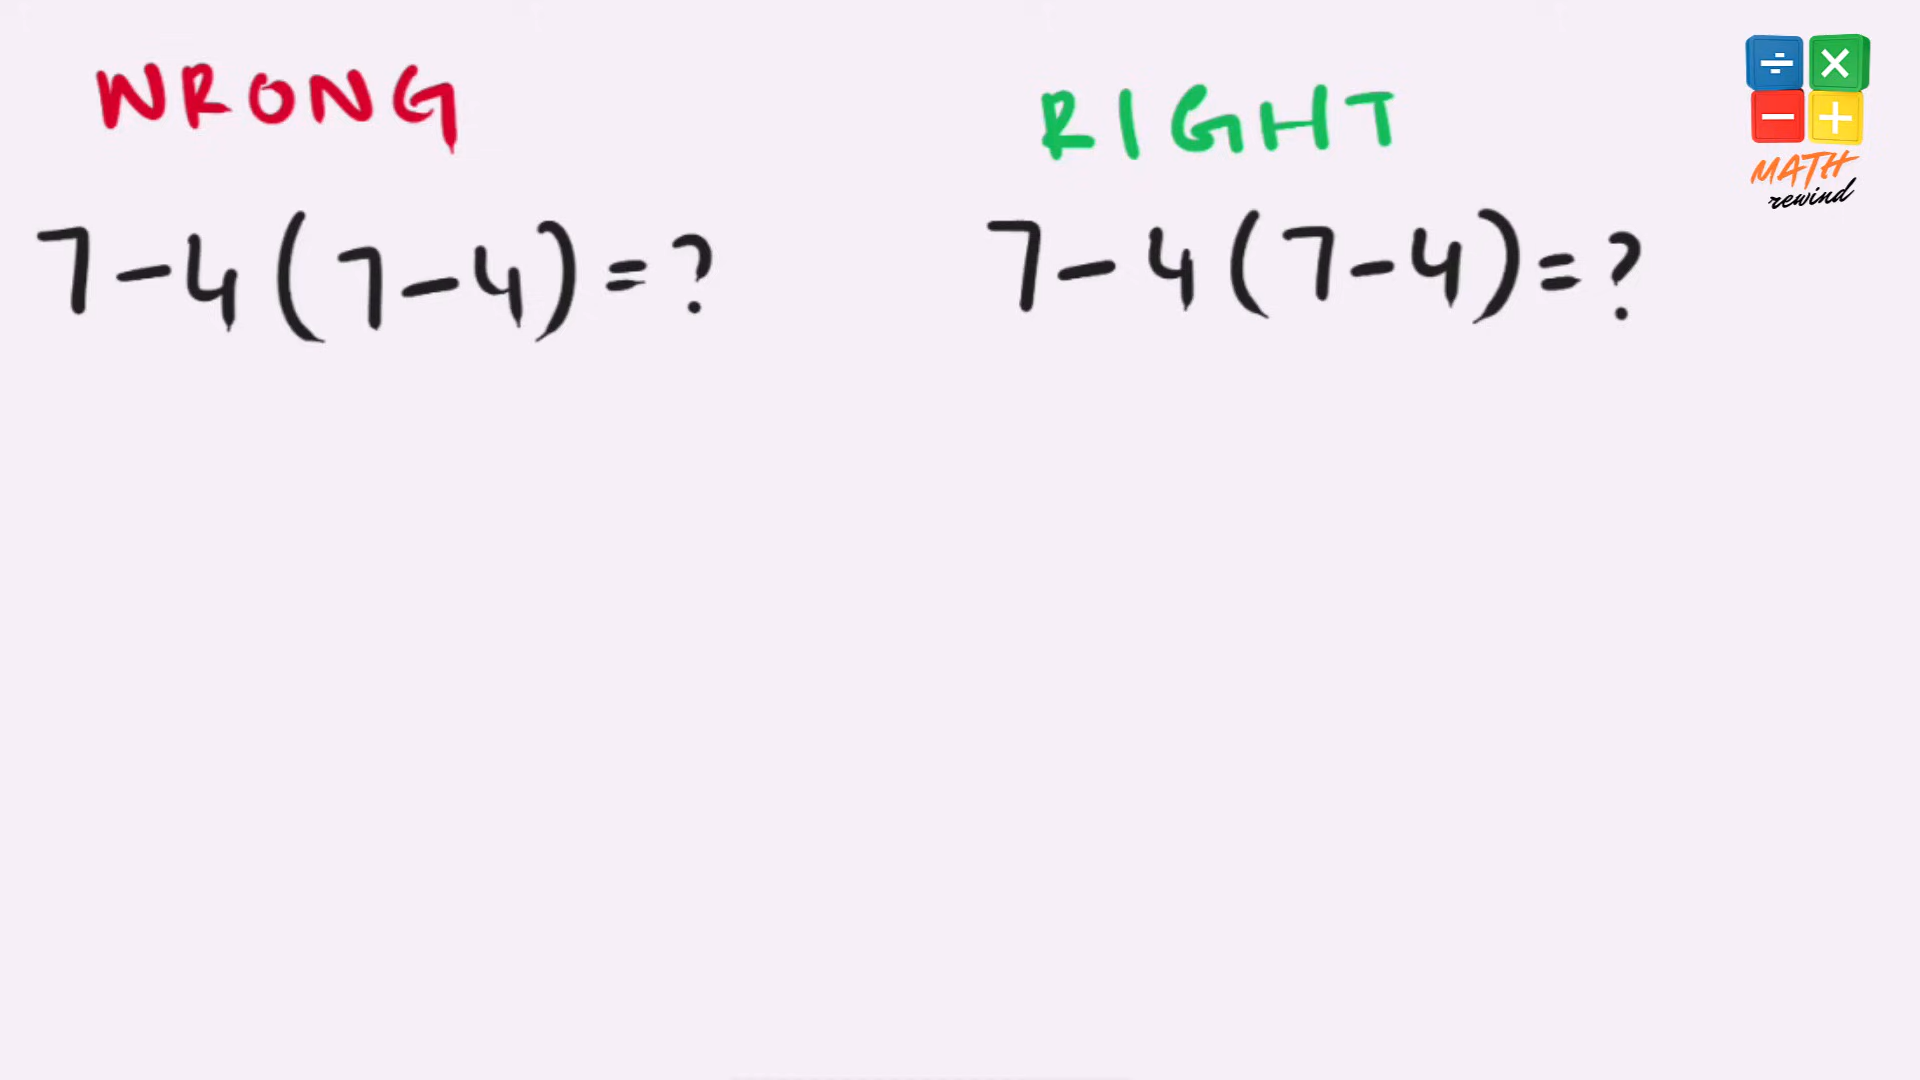 WRONG
7-4(7-4)=?
RIGHT
7-4(7-4)=?
÷ ×
− +
MATH
rewind